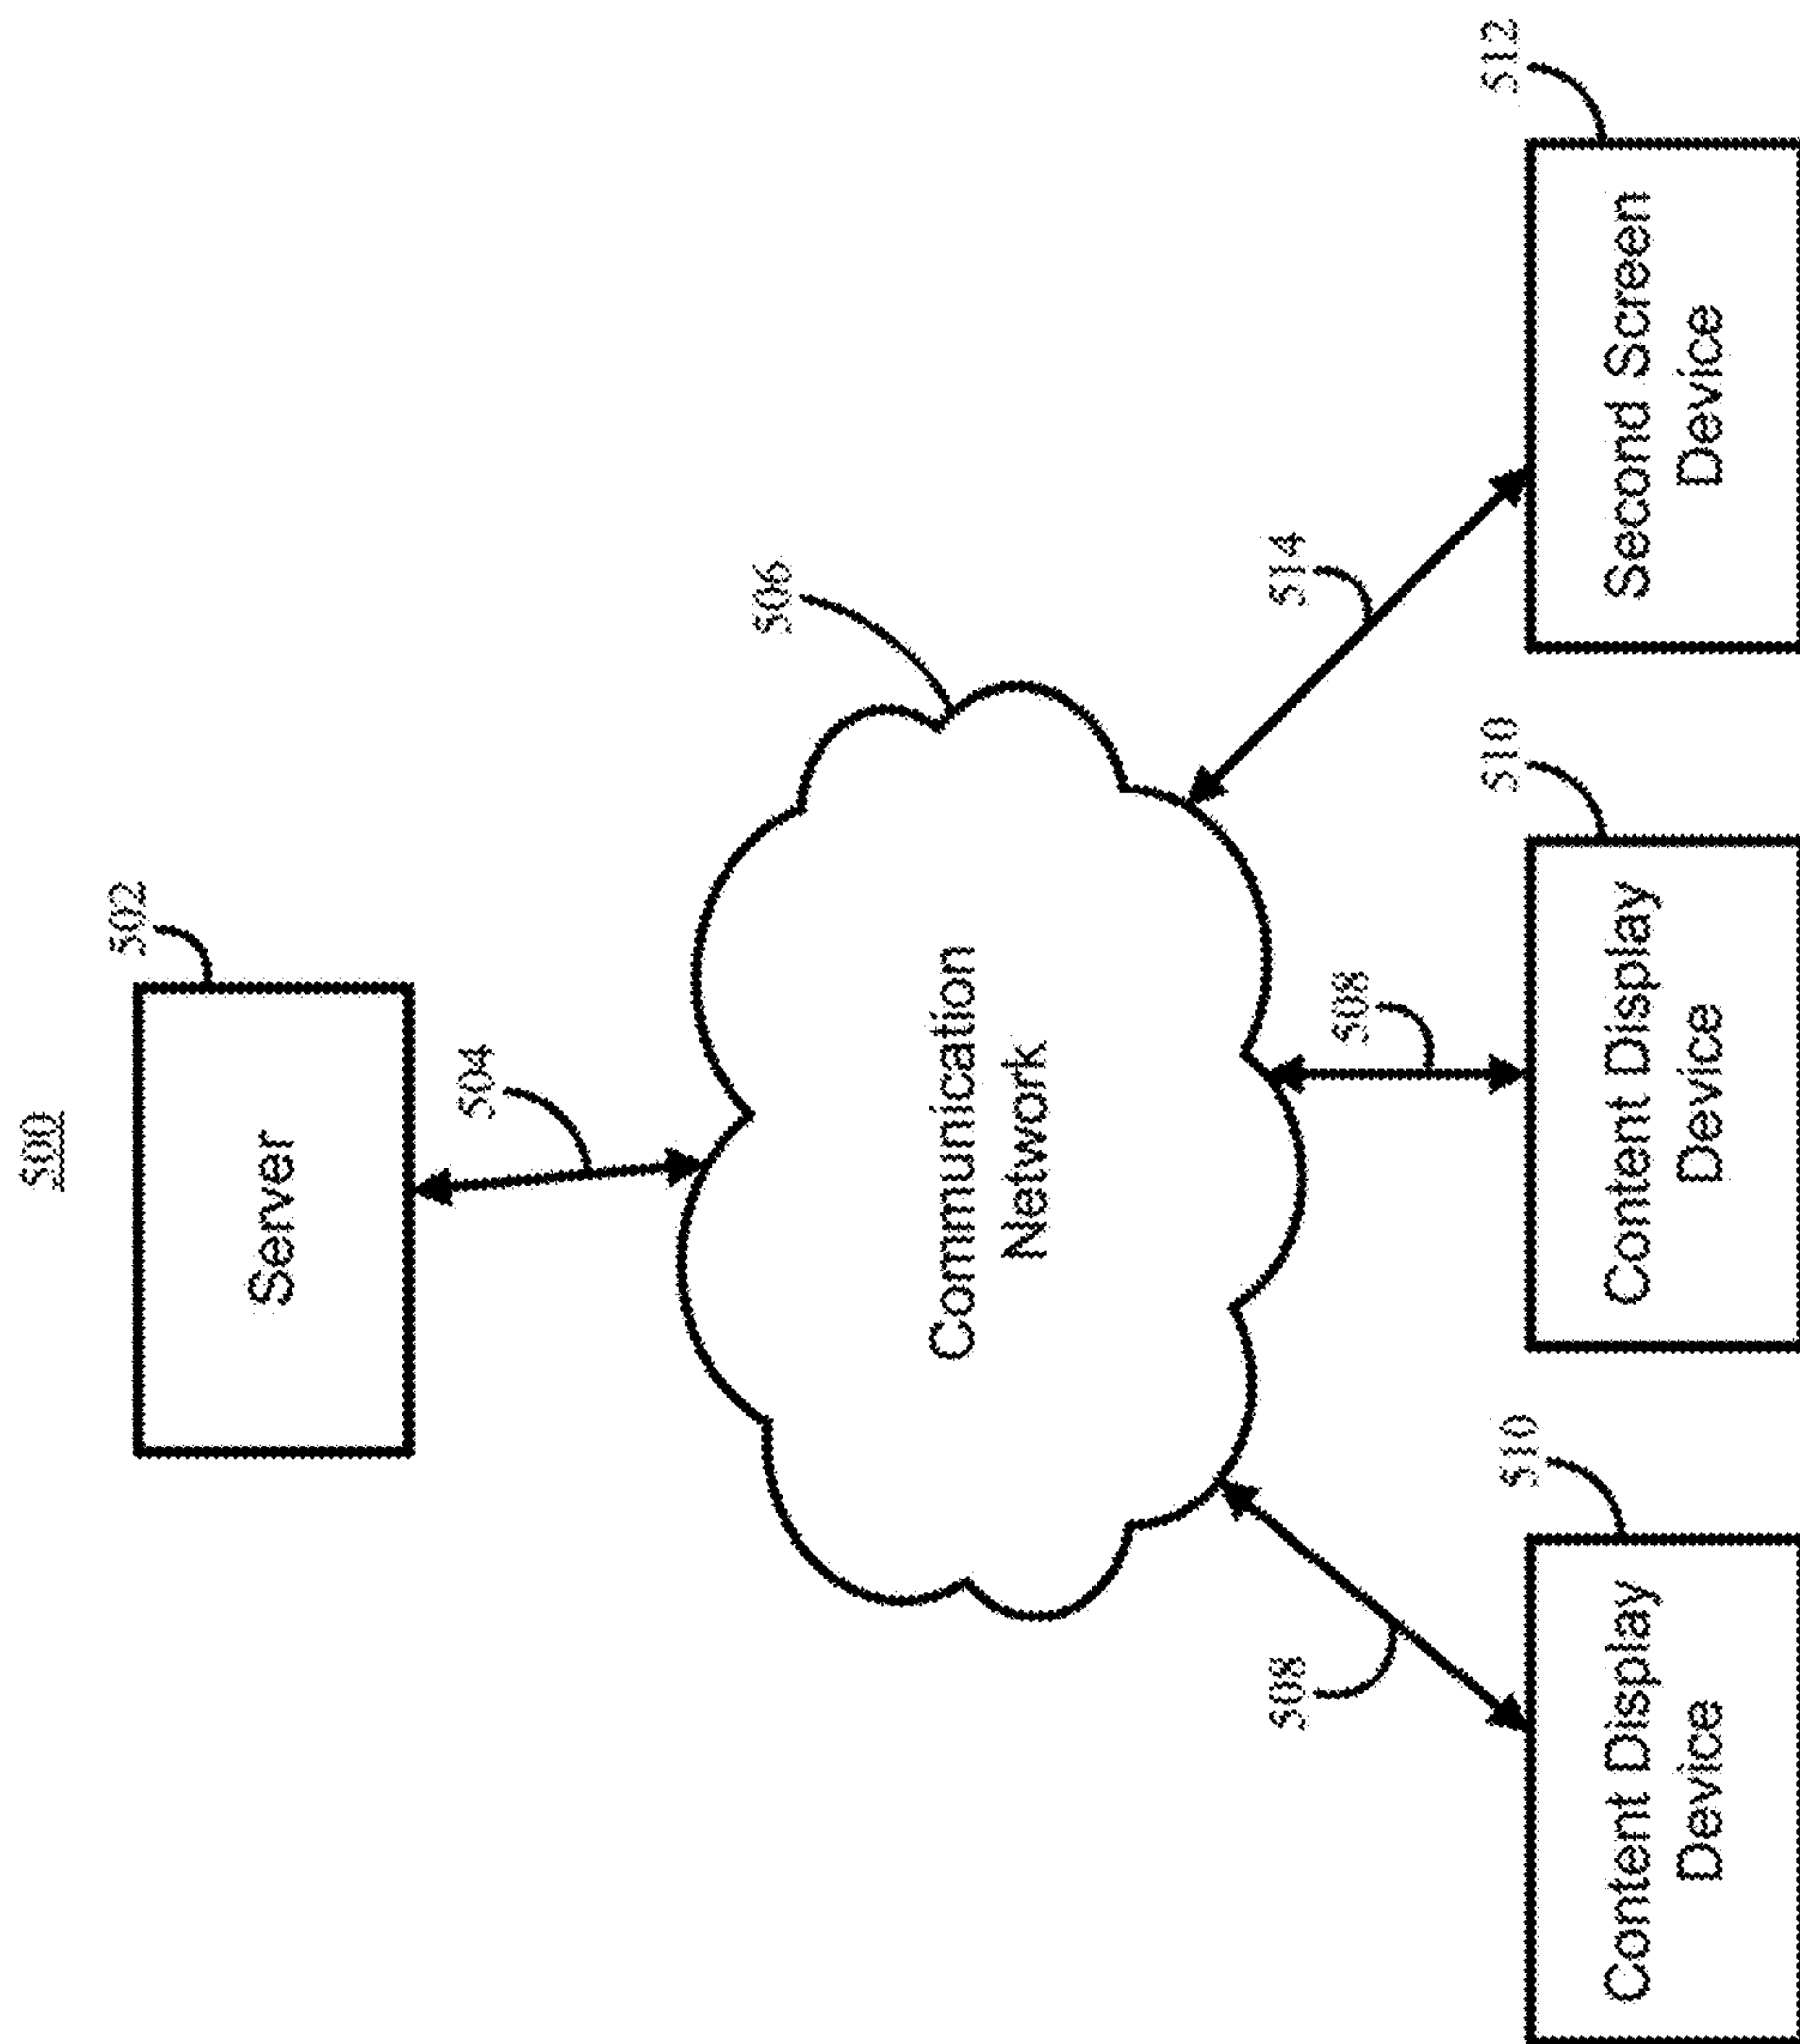 500
Server
502
504
Communication
Network
506
508
508
514
Content Display
Device
510
Content Display
Device
510
Second Screen
Device
512